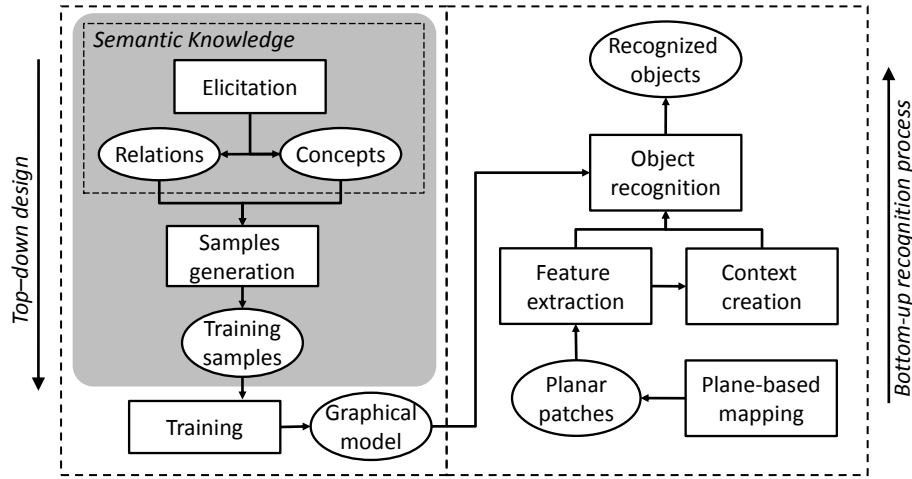 Top–down design
Semantic Knowledge
Elicitation
Relations
Concepts
Samples
generation
Training
samples
Training
Graphical
model
Recognized
objects
Object
recognition
Feature
extraction
Context
creation
Planar
patches
Plane-based
mapping
Bottom-up recognition process